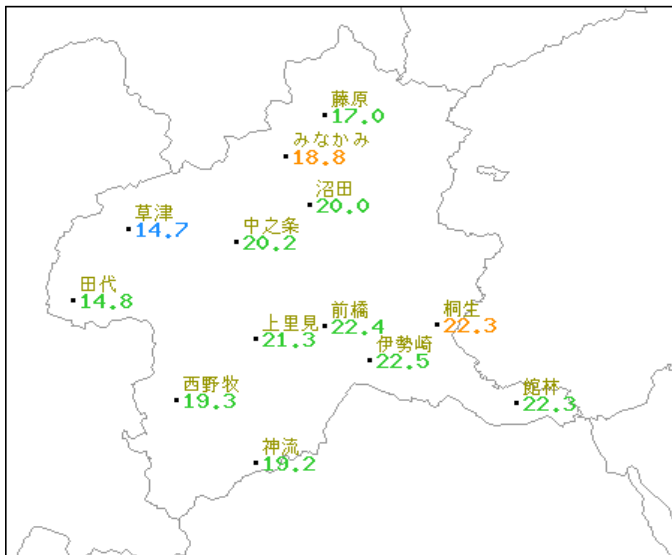 藤原
17.0
みなかみ
18.8
沼田
20.0
草津
14.7
中之条
20.2
田代
14.8
上里見
21.3
前橋
22.4
桐生
22.3
伊勢崎
22.5
西野牧
19.3
館林
22.3
神流
19.2